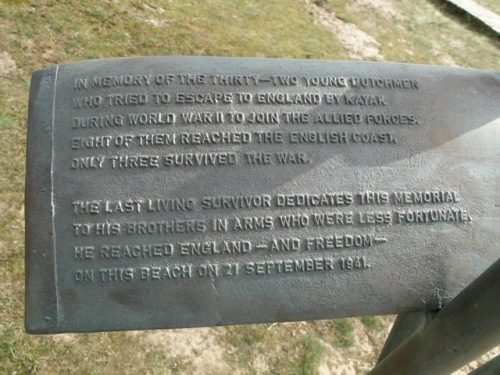 IN MEMORY OF THE THIRTY-TWO YOUNG DUTCHMEN
WHO TRIED TO ESCAPE TO ENGLAND BY KAYAK
DURING WORLD WAR II TO JOIN THE ALLIED FORCES.
EIGHT OF THEM REACHED THE ENGLISH COAST.
ONLY THREE SURVIVED THE WAR.

THE LAST LIVING SURVIVOR DEDICATES THIS MEMORIAL
TO HIS BROTHERS IN ARMS WHO WERE LESS FORTUNATE.
HE REACHED ENGLAND - AND FREEDOM -
ON THIS BEACH ON 21 SEPTEMBER 1941.